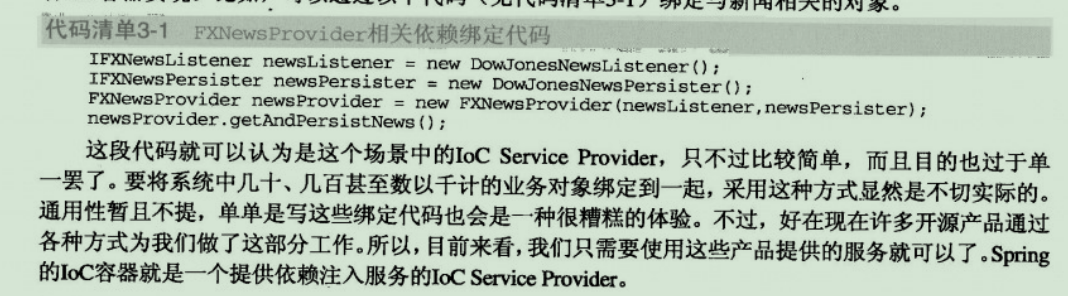 代码清单3-1 FXNewsProvider相关依赖绑定代码
IFXNewsListener newsListener = new DowJonesNewsListener();
IFXNewsPersister newsPersister = new DowJonesNewsPersister();
FXNewsProvider newsProvider = new FXNewsProvider(newsListener,newsPersister);
newsProvider.getAndPersistNews();
这段代码就可以认为是这个场景中的IoC Service Provider，只不过比较简单，而且目的也过于单
一罢了。要将系统中几十、几百甚至数以千计的业务对象绑定到一起，采用这种方式显然是不切实际的。
通用性暂且不提，单单是写这些绑定代码也会是一种很糟糕的体验。不过，好在现在许多开源产品通过
各种方式为我们做了这部分工作。所以，目前来看，我们只需要使用这些产品提供的服务就可以了。Spring
的IoC容器就是一个提供依赖注入服务的IoC Service Provider。